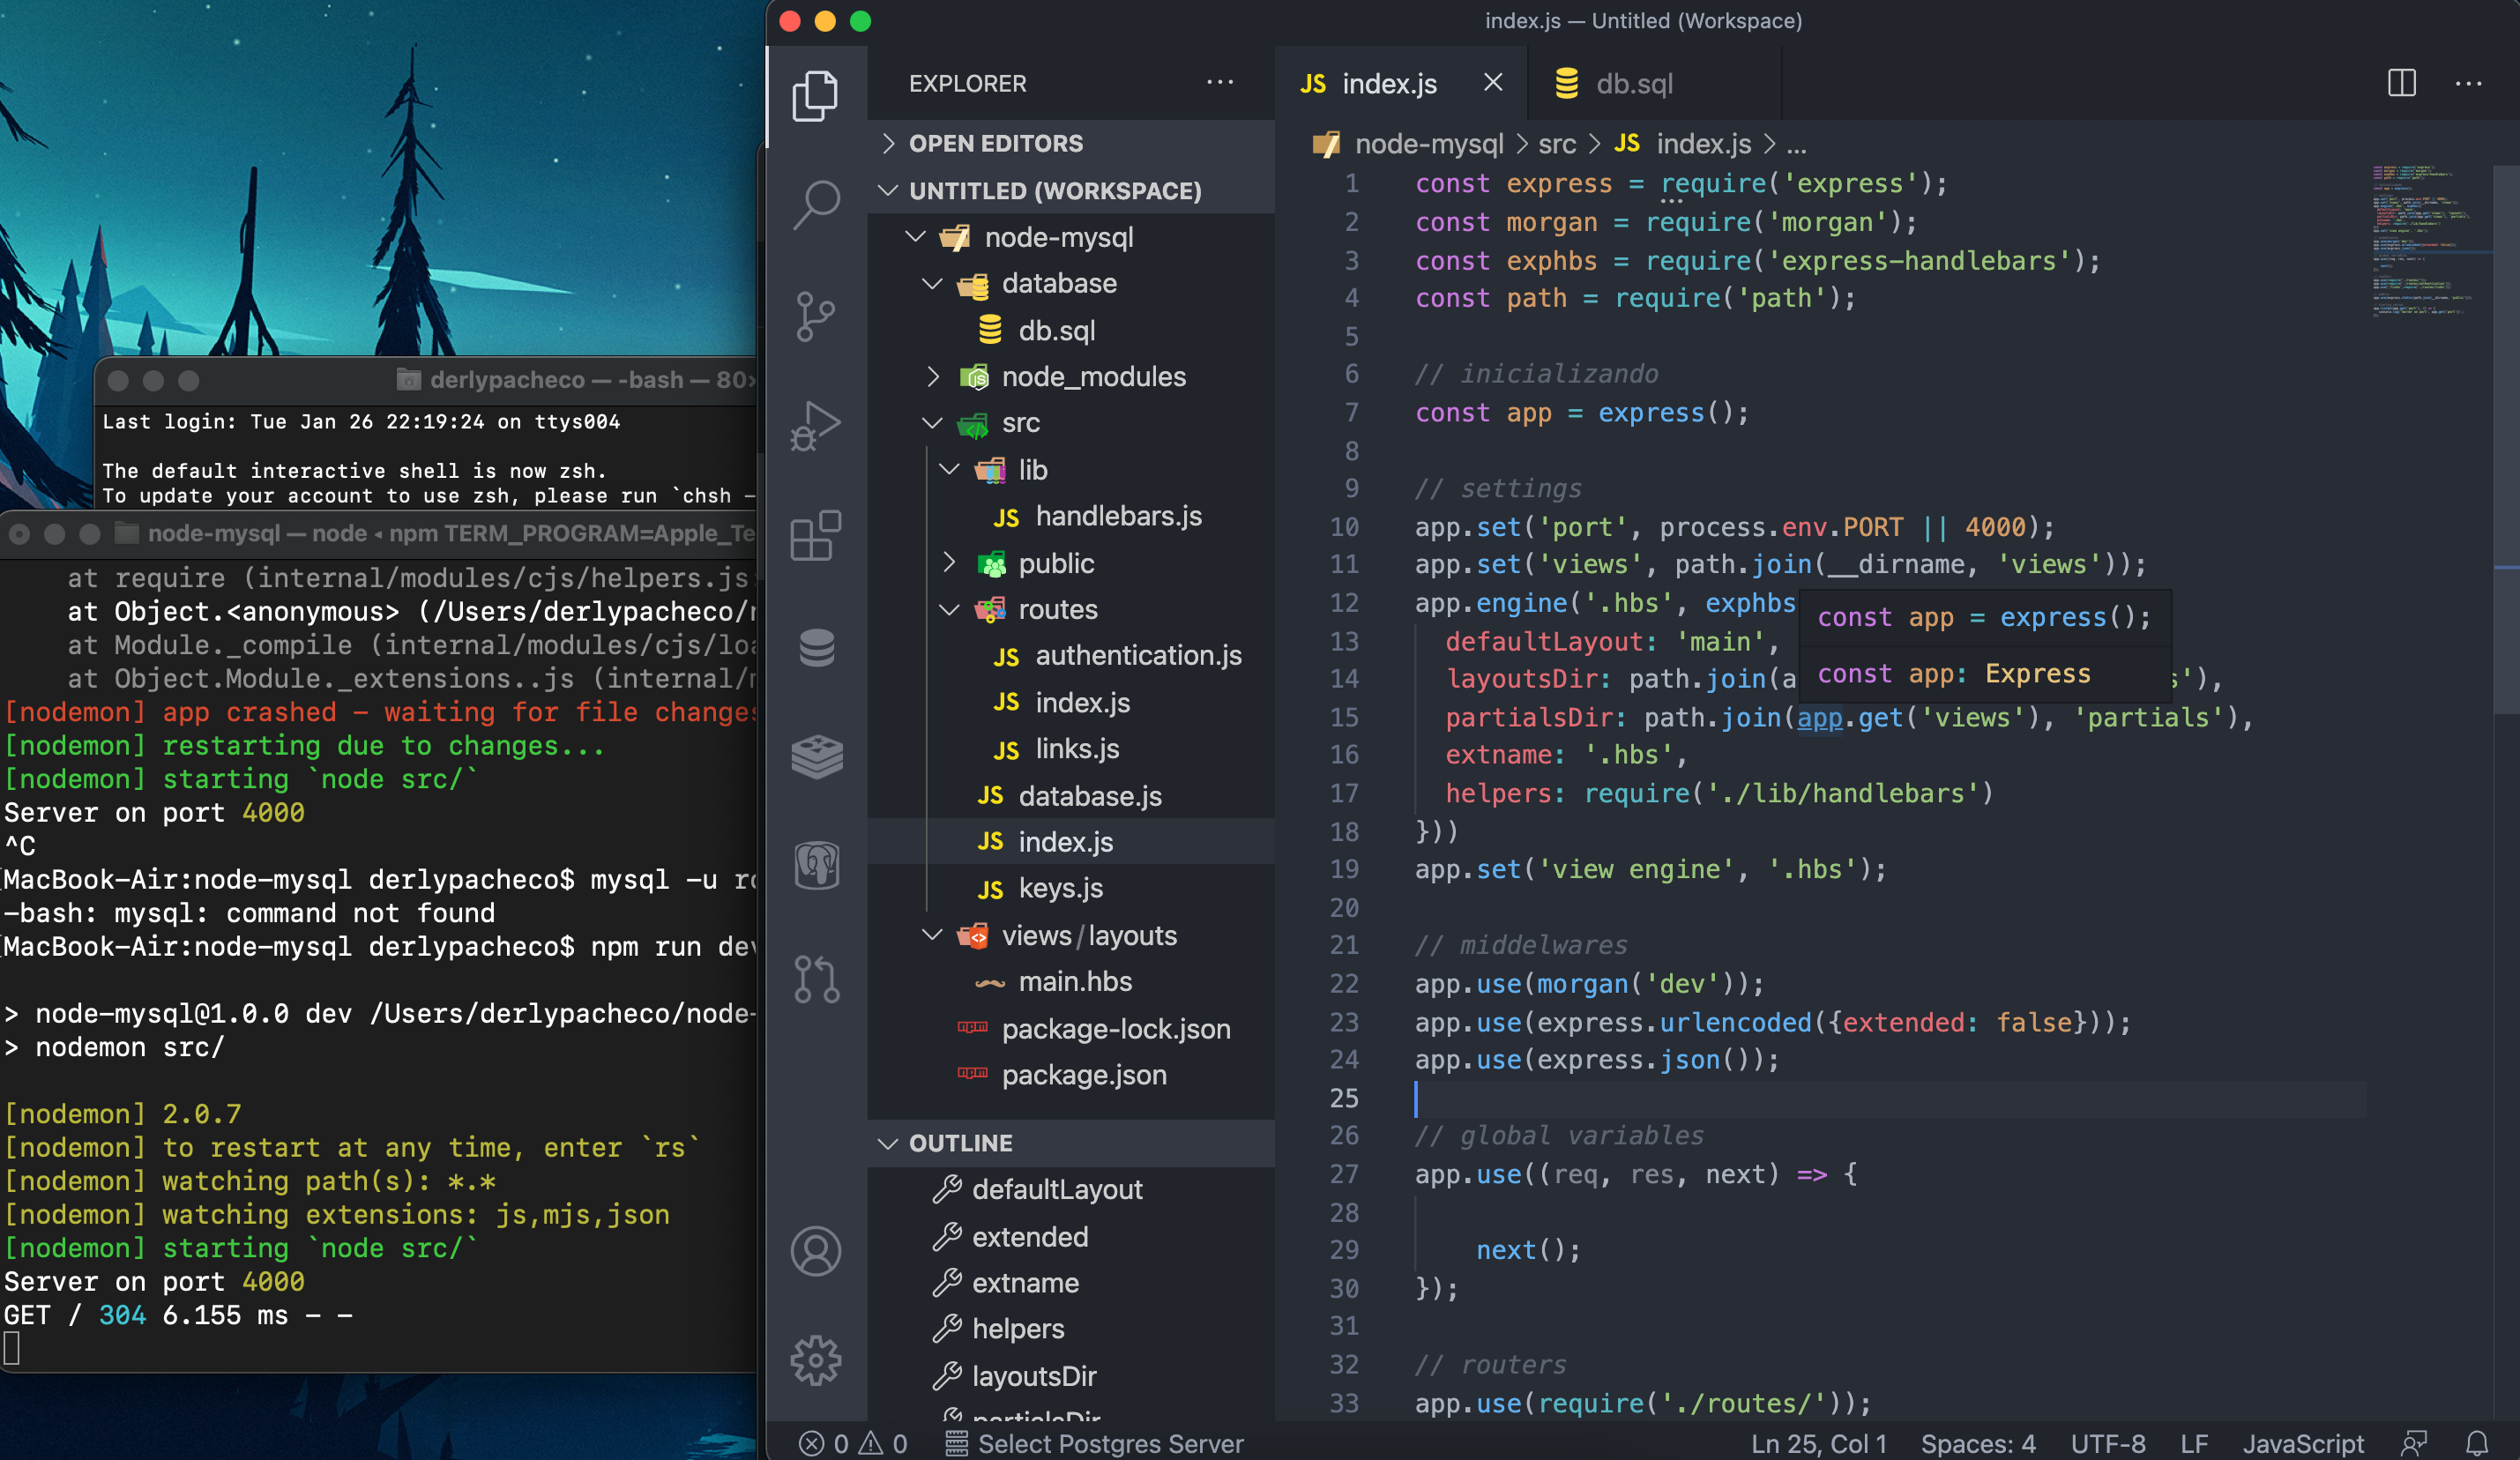 derlypacheco — -bash — 80
Last login: Tue Jan 26 22:19:24 on ttys004
The default interactive shell is now zsh.
To update your account to use zsh, please run `chsh -
node-mysql — node ◂ npm TERM_PROGRAM=Apple_Te
at require (internal/modules/cjs/helpers.js
at Object.<anonymous> (/Users/derlypacheco/
at Module._compile (internal/modules/cjs/
at Object.Module._extensions..js (internal/
[nodemon] app crashed - waiting for file changes
[nodemon] restarting due to changes...
[nodemon] starting `node src/`
Server on port 4000
^C
MacBook-Air:node-mysql derlypacheco$ mysql -u
-bash: mysql: command not found
MacBook-Air:node-mysql derlypacheco$ npm run dev
> node-mysql@1.0.0 dev /Users/derlypacheco/node-
> nodemon src/
[nodemon] 2.0.7
[nodemon] to restart at any time, enter `rs`
[nodemon] watching path(s): *.*
[nodemon] watching extensions: js,mjs,json
[nodemon] starting `node src/`
Server on port 4000
GET / 304 6.155 ms - -
index.js — Untitled (Workspace)
EXPLORER ...
OPEN EDITORS
UNTITLED (WORKSPACE)
node-mysql
database
db.sql
node_modules
src
lib
JS handlebars.js
public
routes
JS authentication.js
JS index.js
JS links.js
JS database.js
JS index.js
JS keys.js
views/layouts
main.hbs
npm package-lock.json
npm package.json
OUTLINE
defaultLayout
extended
extname
helpers
layoutsDir
partialsDir
JS index.js
db.sql
node-mysql > src > JS index.js > ...
1 const express = require('express');
2 const morgan = require('morgan');
3 const exphbs = require('express-handlebars');
4 const path = require('path');
5
6 // inicializando
7 const app = express();
8
9 // settings
10 app.set('port', process.env.PORT || 4000);
11 app.set('views', path.join(__dirname, 'views'));
12 app.engine('.hbs', exphbs
const app = express();
13 defaultLayout: 'main',
const app: Express
14 layoutsDir: path.join(a s'),
15 partialsDir: path.join(app.get('views'), 'partials'),
16 extname: '.hbs',
17 helpers: require('./lib/handlebars')
18 }))
19 app.set('view engine', '.hbs');
20
21 // middelwares
22 app.use(morgan('dev'));
23 app.use(express.urlencoded({extended: false}));
24 app.use(express.json());
25
26 // global variables
27 app.use((req, res, next) => {
28
29 next();
30 });
31
32 // routers
33 app.use(require('./routes/'));
0 0 Select Postgres Server
Ln 25, Col 1 Spaces: 4 UTF-8 LF JavaScript